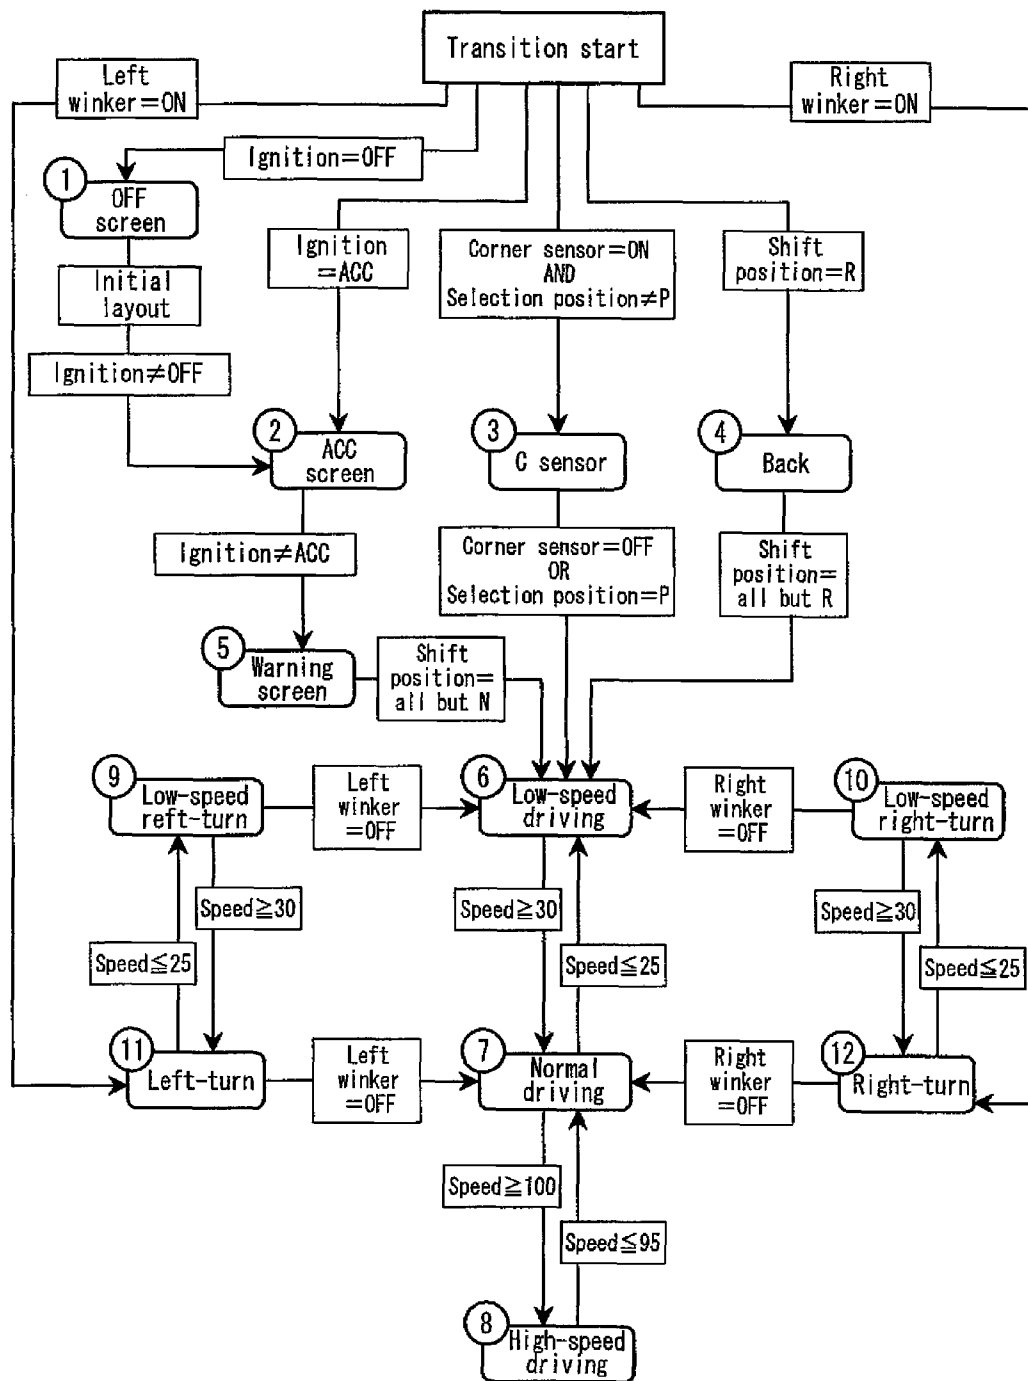 Transition start
Left
winker=ON
Right
winker=ON
Ignition=OFF
1
OFF
screen
Initial
layout
Ignition≠OFF
Ignition
=ACC
Corner sensor=ON
AND
Selection position≠P
Shift
position=R
2
ACC
screen
3
C sensor
4
Back
Ignition≠ACC
Corner sensor=OFF
OR
Selection position=P
Shift
position=
all but R
5
Warning
screen
Shift
position=
all but N
9
Low-speed
reft-turn
Left
winker
=OFF
6
Low-speed
driving
Right
winker
=OFF
10
Low-speed
right-turn
Speed≧30
Speed≦25
Speed≧30
Speed≦25
Speed≧30
Speed≦25
11
Left-turn
Left
winker
=OFF
7
Normal
driving
Right
winker
=OFF
12
Right-turn
Speed≧100
Speed≦95
8
High-speed
driving